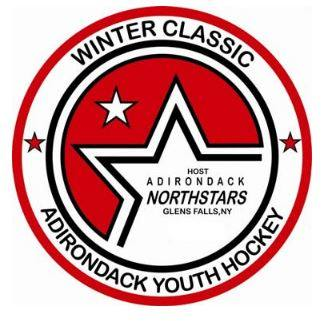 WINTER CLASSIC
HOST
ADIRONDACK
NORTHSTARS
GLENS FALLS,NY
ADIRONDACK YOUTH HOCKEY